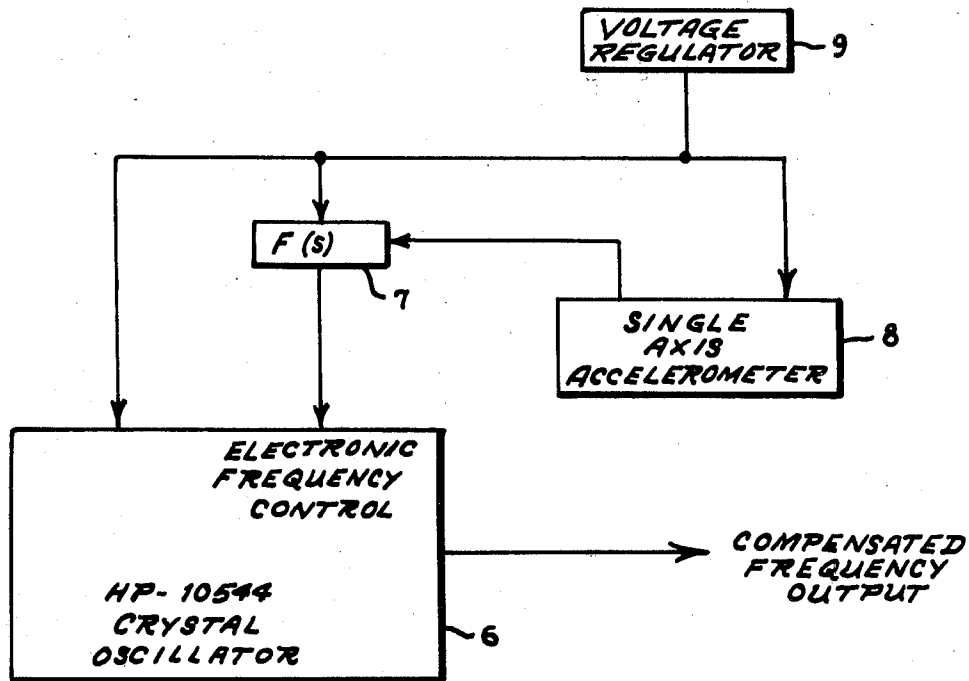 VOLTAGE
REGULATOR
9
F (s)
7
SINGLE
AXIS
ACCELEROMETER
8
ELECTRONIC
FREQUENCY
CONTROL
HP-10544
CRYSTAL
OSCILLATOR
6
COMPENSATED
FREQUENCY
OUTPUT